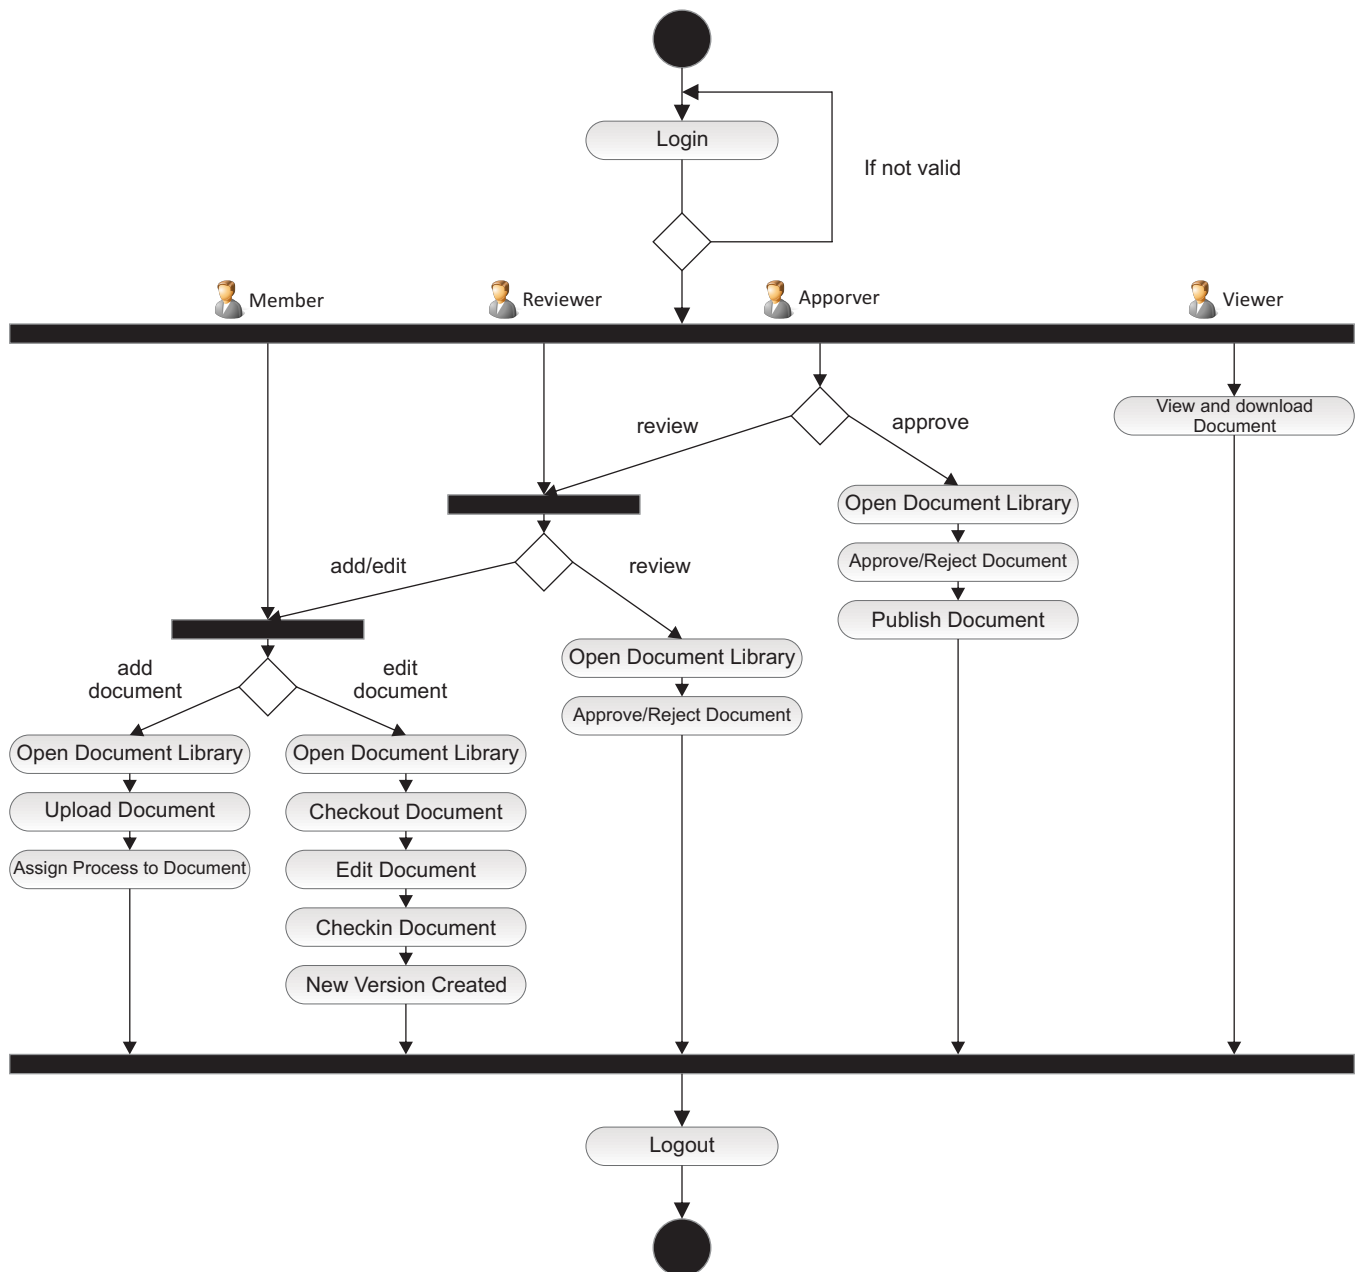 Login
If not valid
Member
Reviewer
Apporver
Viewer
View and download
Document
review
approve
Open Document Library
Approve/Reject Document
Publish Document
add/edit
review
Open Document Library
Approve/Reject Document
add
document
edit
document
Open Document Library
Upload Document
Assign Process to Document
Open Document Library
Checkout Document
Edit Document
Checkin Document
New Version Created
Logout